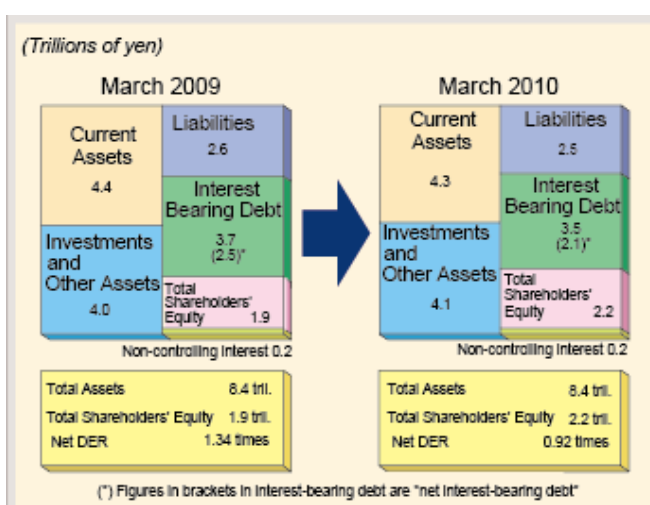 (Trillions of yen)
March 2009
Current
Assets
4.4
Liabilities
2.6
Interest
Bearing Debt
3.7
(2.5)*
Investments
and
Other Assets
4.0
Total
Shareholders'
Equity 1.9
Non-controlling Interest 0.2
Total Assets 8.4 tril.
Total Shareholders' Equity 1.9 tril.
Net DER 1.34 times
March 2010
Current
Assets
4.3
Liabilities
2.5
Interest
Bearing Debt
3.5
(2.1)*
Investments
and
Other Assets
4.1
Total
Shareholders'
Equity 2.2
Non-controlling Interest 0.2
Total Assets 8.4 tril.
Total Shareholders' Equity 2.2 tril.
Net DER 0.92 times
(*) Figures in brackets in interest-bearing debt are "net interest-bearing debt"